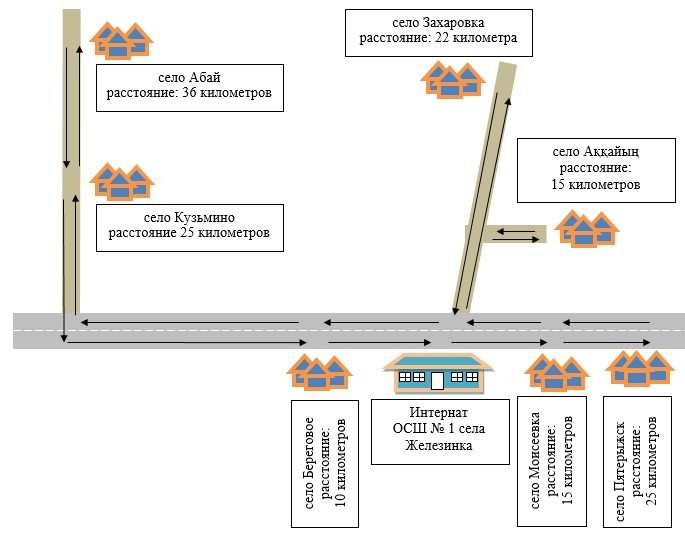 село Захаровка
расстояние: 22 километра
село Абай
расстояние: 36 километров
село Аққайың
расстояние:
15 километров
село Кузьмино
расстояние 25 километров
село Береговое
расстояние:
10 километров
Интернат
ОСШ № 1 села
Железинка
село Моисеевка
расстояние:
15 километров
село Пятерыжск
расстояние:
25 километров